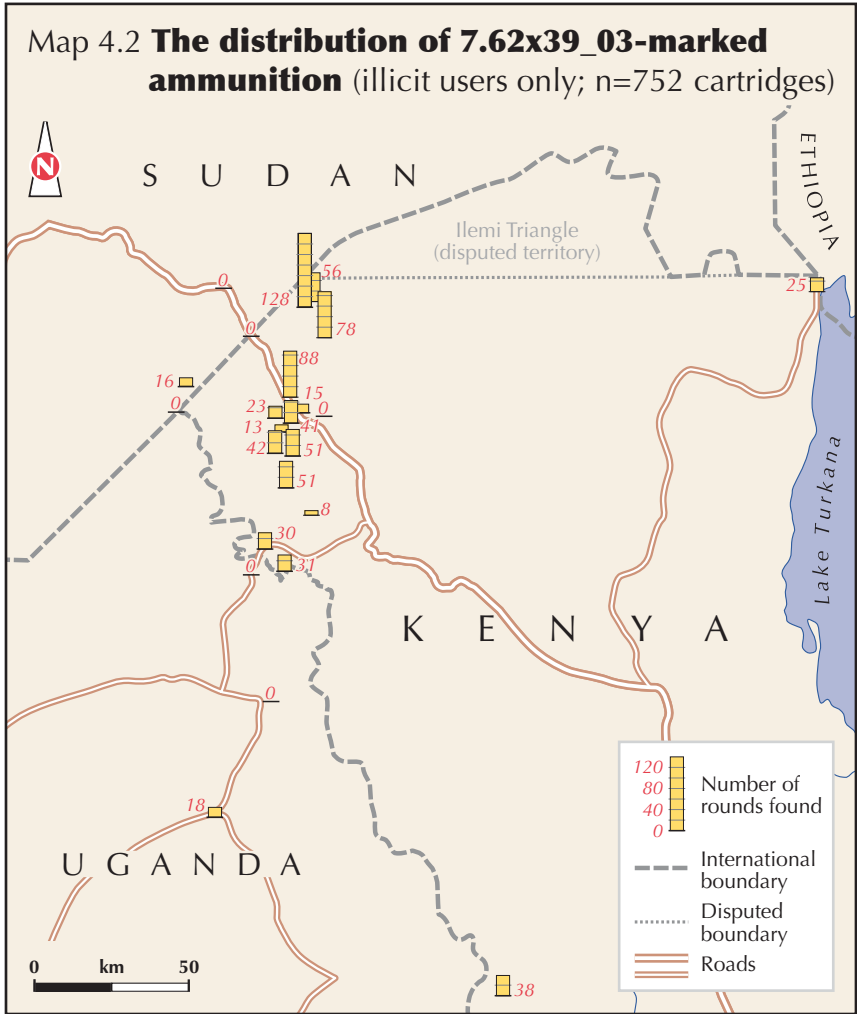 Map 4.2 The distribution of 7.62x39_03-marked
ammunition (illicit users only; n=752 cartridges)
N
S U D A N
ETHIOPIA
Ilemi Triangle
(disputed territory)
56
128
78
25
0
0
88
16
0
15
23
0
13
41
42
51
51
8
30
0
31
Lake Turkana
K E N Y A
0
18
U G A N D A
38
120
80
40
0
Number of
rounds found
International
boundary
Disputed
boundary
Roads
0 km 50